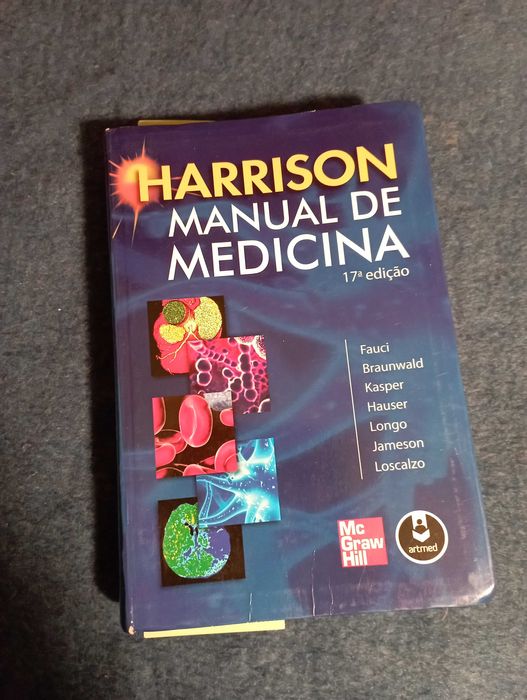 HARRISON
MANUAL DE
MEDICINA
17ª edição
Fauci
Braunwald
Kasper
Hauser
Longo
Jameson
Loscalzo
Mc
Graw
Hill
artmed